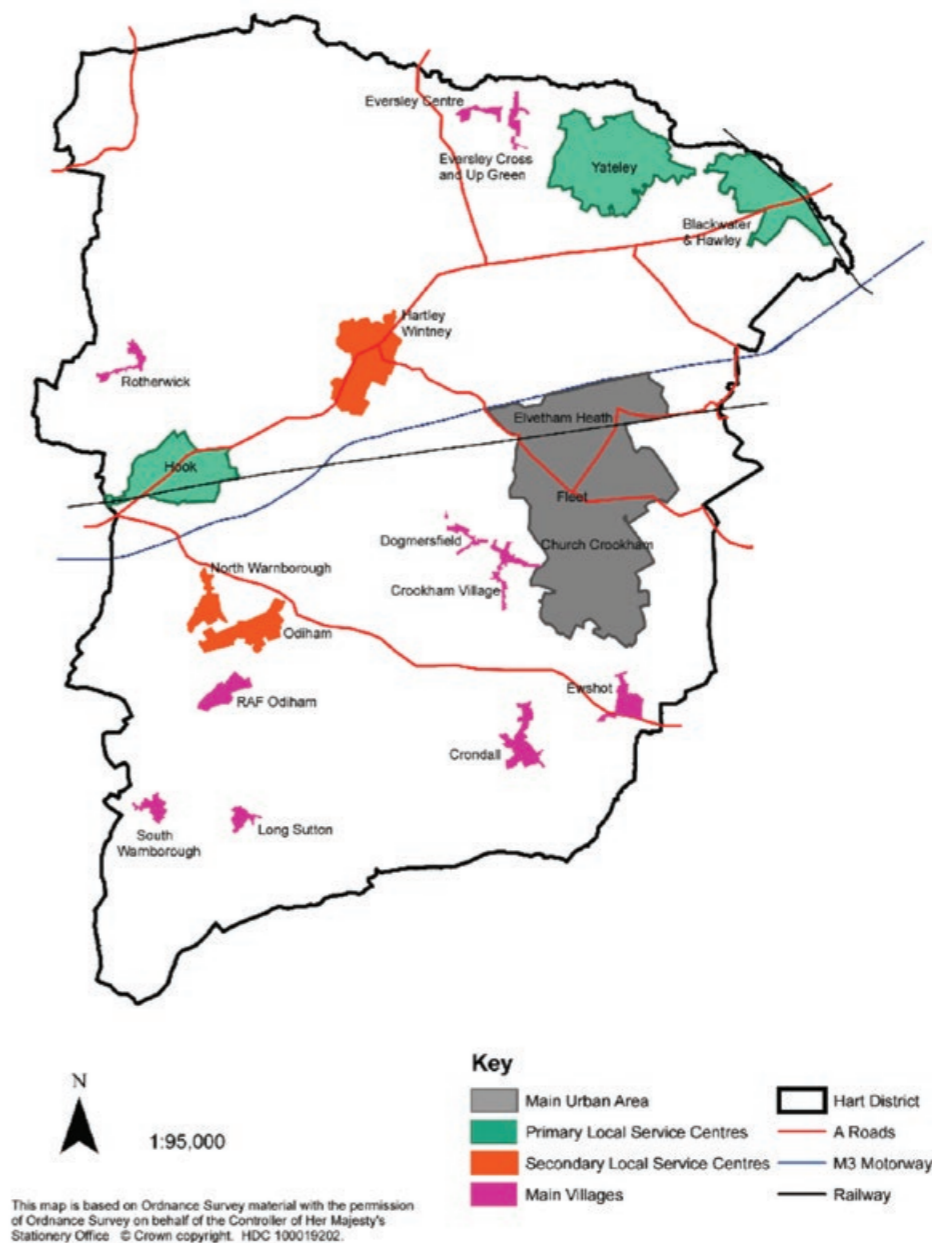 Eversley Centre
Eversley Cross
and Up Green
Yateley
Blackwater
& Hawley
Hartley
Wintney
Rotherwick
Elvetham Heath
Hook
Fleet
Dogmersfield
Church Crookham
Crookham Village
North Warnborough
Odiham
RAF Odiham
Ewshot
Crondall
South
Warnborough
Long Sutton
Key
N
1:95,000
Main Urban Area
Primary Local Service Centres
Secondary Local Service Centres
Main Villages
Hart District
A Roads
M3 Motorway
Railway
This map is based on Ordnance Survey material with the permission
of Ordnance Survey on behalf of the Controller of Her Majesty's
Stationery Office © Crown copyright. HDC 100019202.